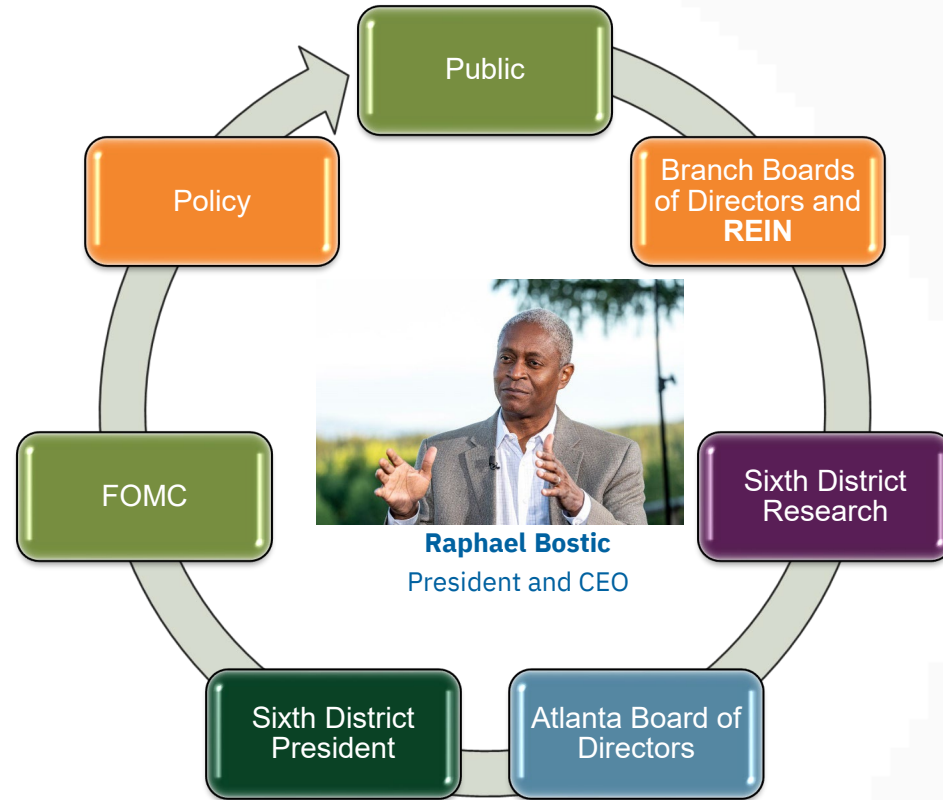 Public
Branch Boards
of Directors and
REIN
Sixth District
Research
Atlanta Board of
Directors
Sixth District
President
FOMC
Policy
Raphael Bostic
President and CEO